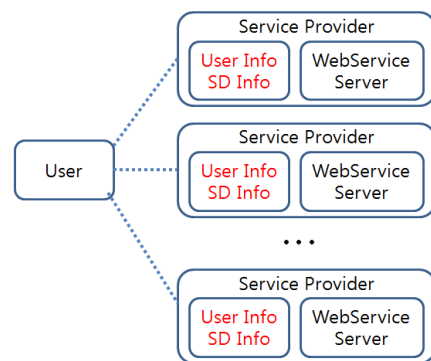 Service Provider
User Info
SD Info
WebService
Server
User
Service Provider
User Info
SD Info
WebService
Server
...
Service Provider
User Info
SD Info
WebService
Server